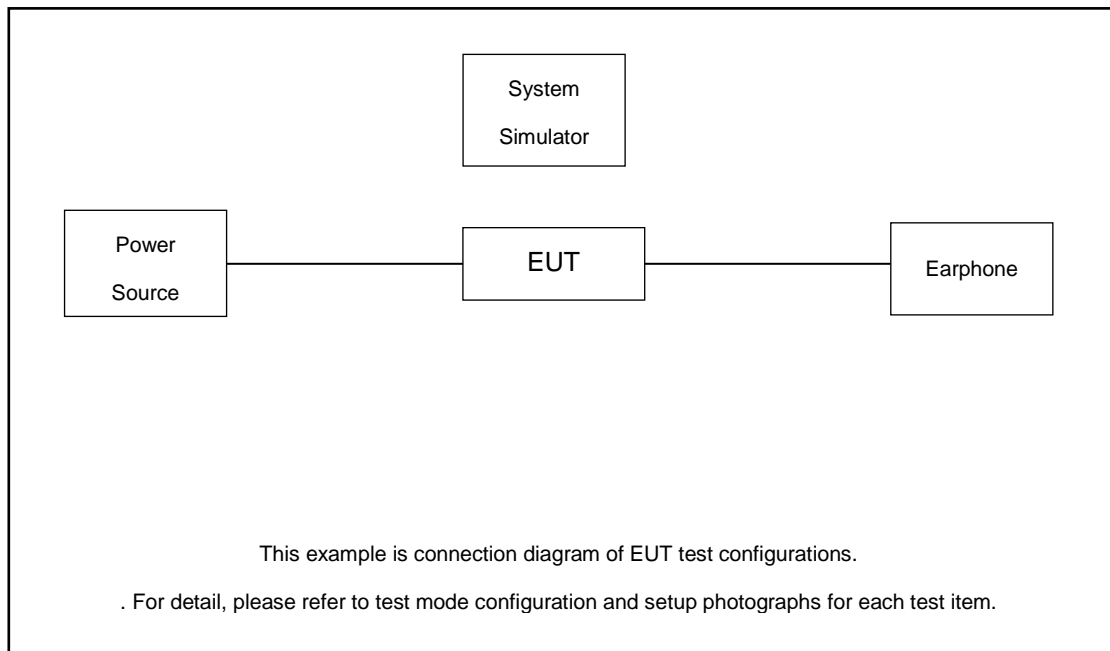 System
Simulator
Power
Source
EUT
Earphone
This example is connection diagram of EUT test configurations.
. For detail, please refer to test mode configuration and setup photographs for each test item.